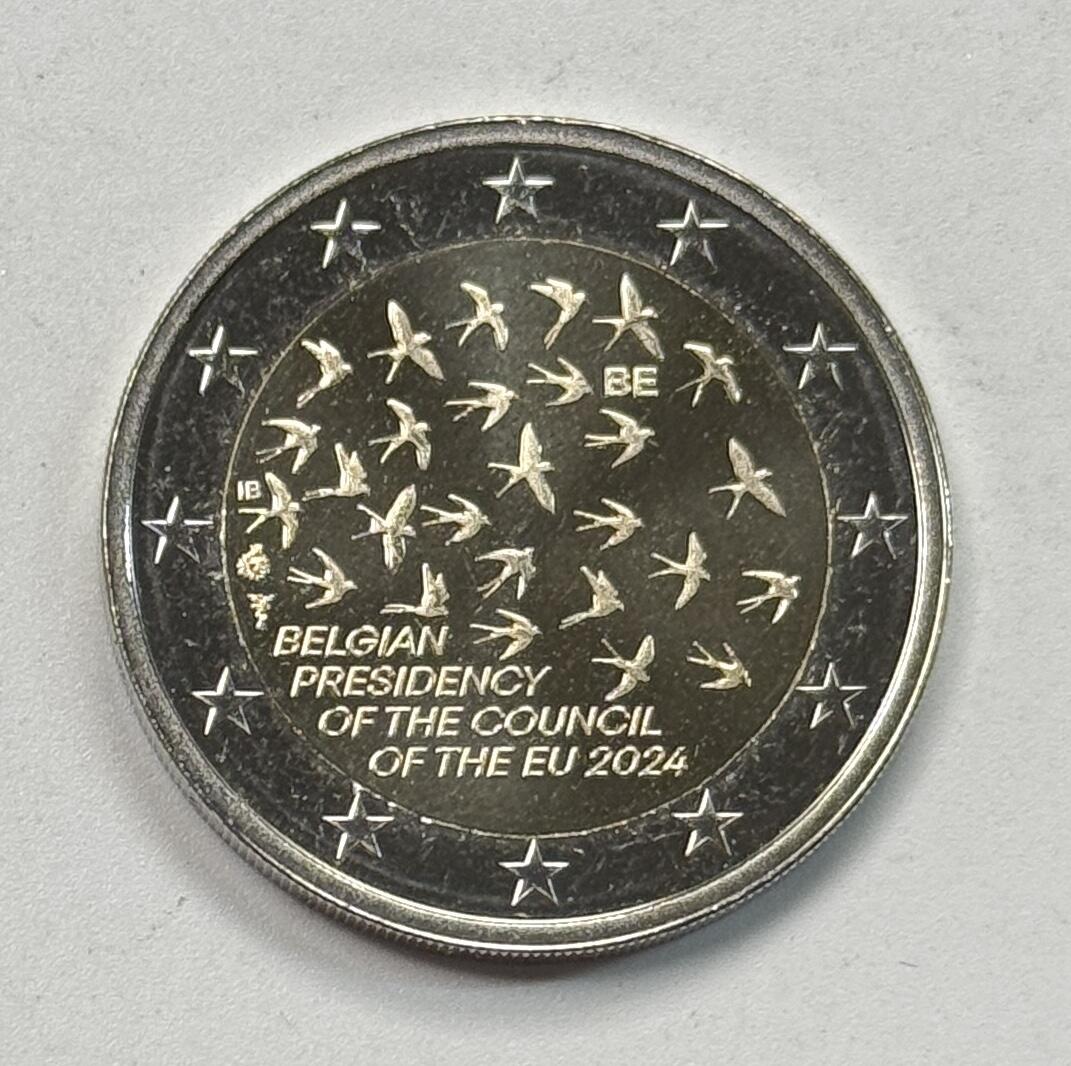 BE
IB
BELGIAN
PRESIDENCY
OF THE COUNCIL
OF THE EU 2024